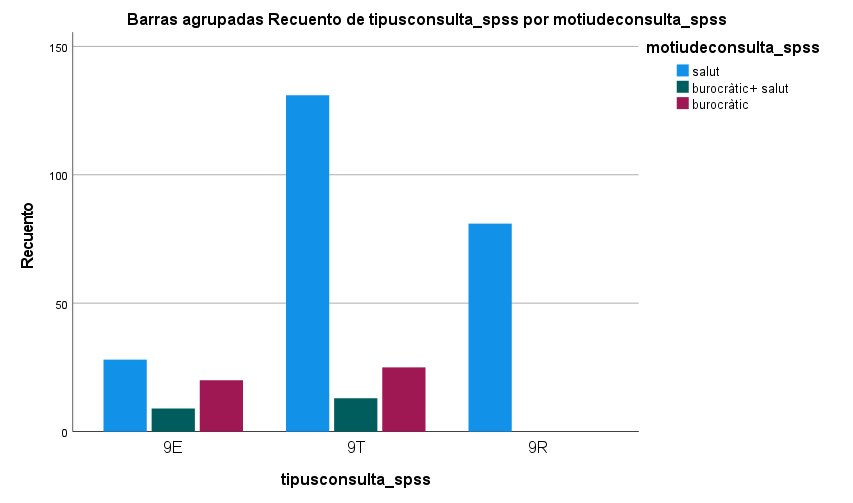 Barras agrupadas Recuento de tipusconsulta_spss por motiudeconsulta_spss
motiudeconsulta_spss
salut
burocràtic+ salut
burocràtic
Recuento
150
100
50
0
9E
9T
9R
tipusconsulta_spss